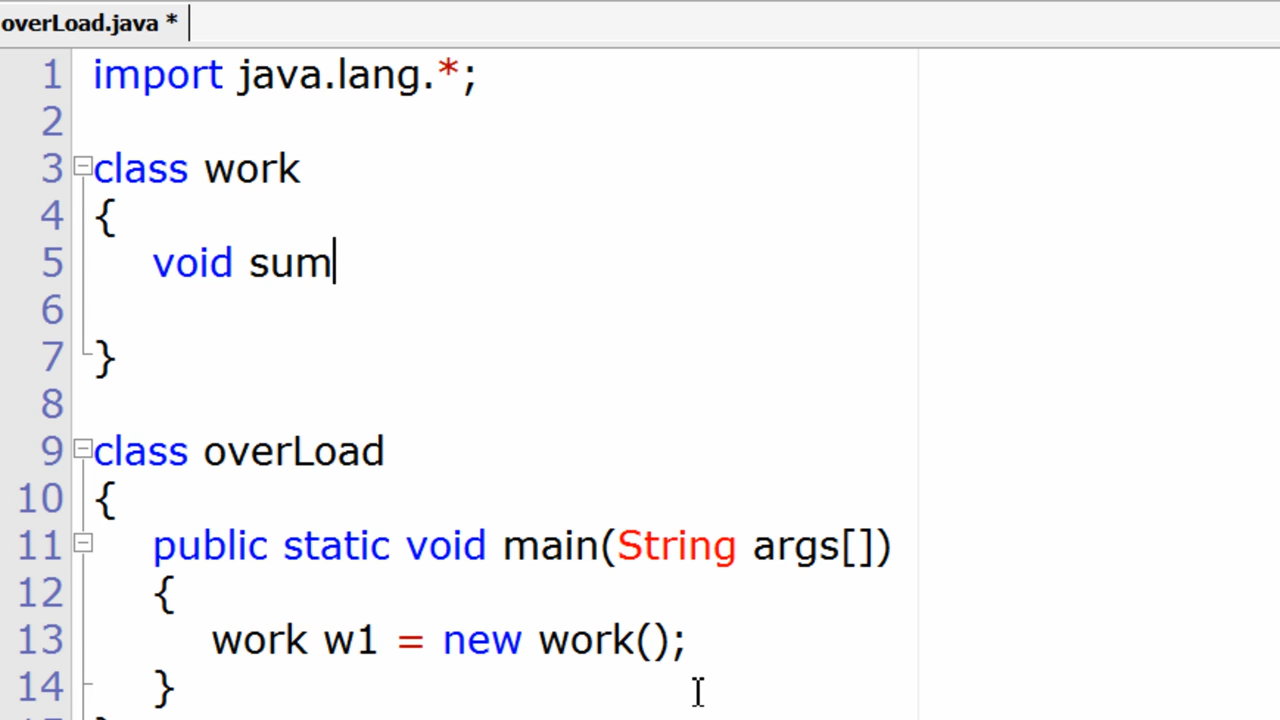 overLoad.java *
1 import java.lang.*;
2
3 class work
4 {
5 void sum
6
7 }
8
9 class overLoad
10 {
11 public static void main(String args[])
12 {
13 work w1 = new work();
14 }